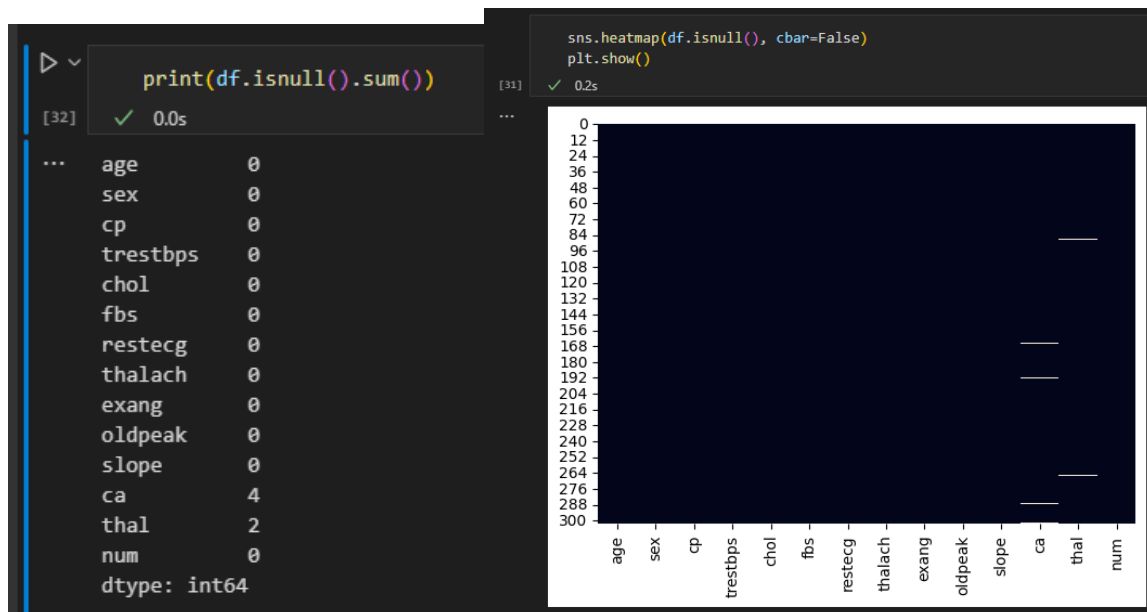 print(df.isnull().sum())
[32]
0.0s
...
age 0
sex 0
cp 0
trestbps 0
chol 0
fbs 0
restecg 0
thalach 0
exang 0
oldpeak 0
slope 0
ca 4
thal 2
num 0
dtype: int64
sns.heatmap(df.isnull(), cbar=False)
plt.show()
[31]
0.2s
...
0
12
24
36
48
60
72
84
96
108
120
132
144
156
168
180
192
204
216
228
240
252
264
276
288
300
age sex cp trestbps chol fbs restecg thalach exang oldpeak slope ca thal num